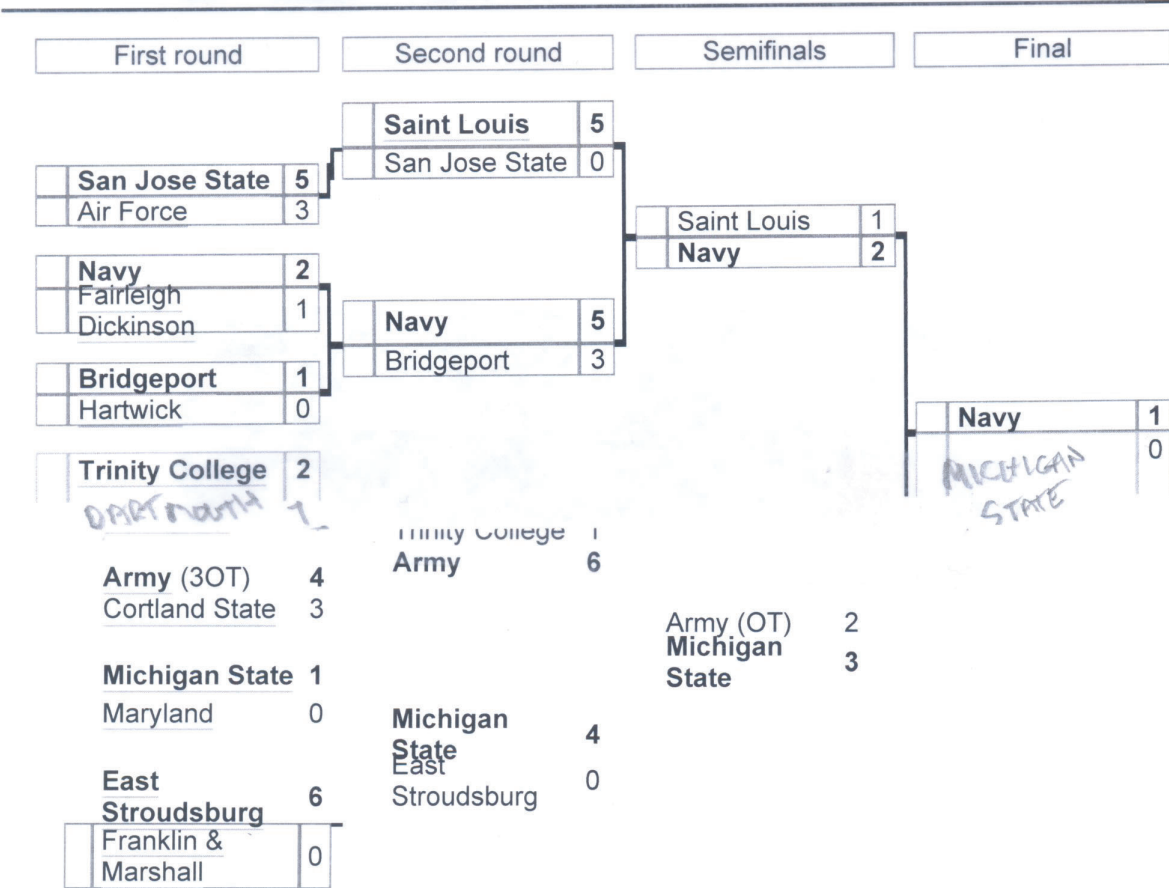 First round
Second round
Semifinals
Final
Saint Louis 5
San Jose State 0
San Jose State 5
Air Force 3
Saint Louis 1
Navy 2
Navy 2
Fairleigh
Dickinson 1
Navy 5
Bridgeport 3
Bridgeport 1
Hartwick 0
Navy 1
MICHIGAN
STATE 0
Trinity College 2
DARTMOUTH 1
Trinity College 1
Army 6
Army (3OT) 4
Cortland State 3
Army (OT) 2
Michigan
State 3
Michigan State 1
Maryland 0
Michigan
State 4
East
Stroudsburg 0
East
Stroudsburg 6
Franklin &
Marshall 0